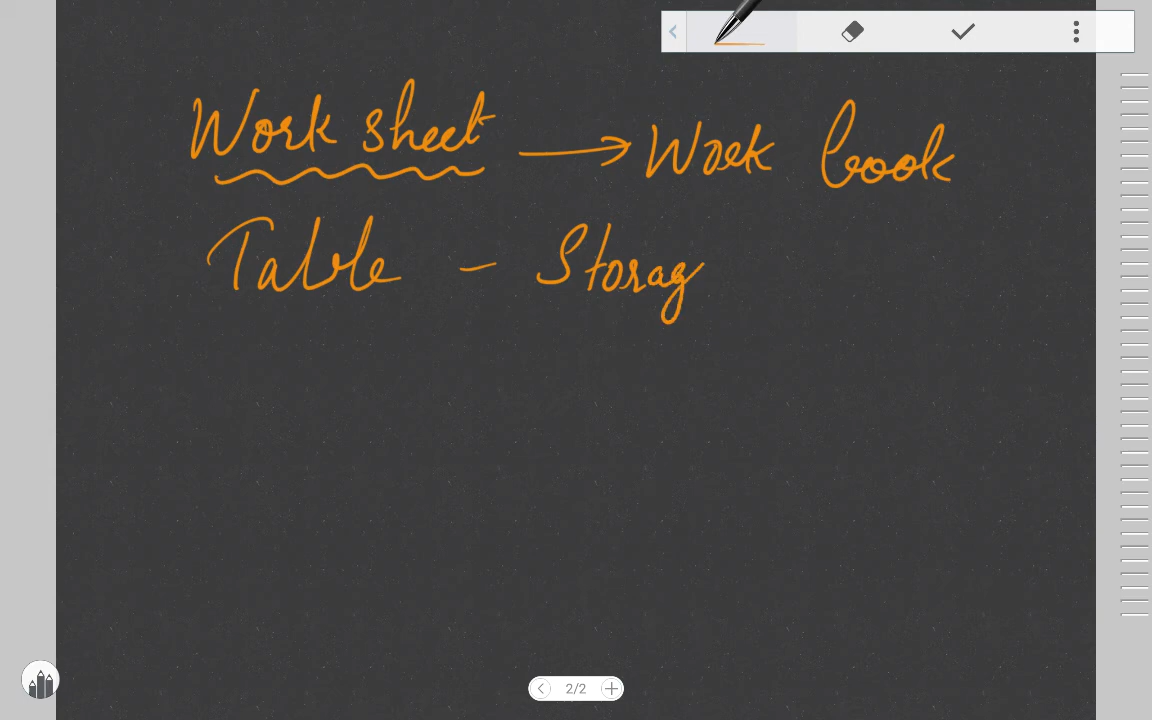 Work sheet → Work book
Table - Storag
2/2